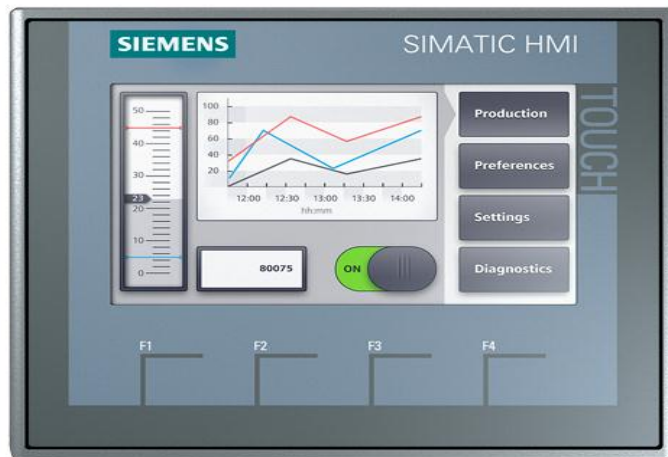 SIEMENS
SIMATIC HMI
TOUCH
50
40
30
23
20
10
0
100
80
60
40
20
12:00 12:30 13:00 13:30 14:00
hh:mm
80075
ON
Production
Preferences
Settings
Diagnostics
F1 F2 F3 F4